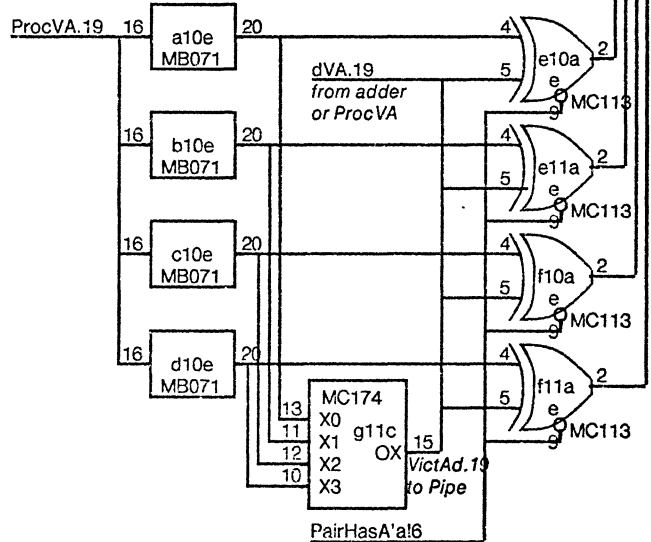 ProcVA.19 16 a10e 20 4 2
MB071 e10a
dVA.19 5 e
from adder MC113
or ProcVA 9
16 b10e 20 4 2
MB071 e11a
5 e
MC113
9
16 c10e 20 4 2
MB071 f10a
5 e
MC113
9
16 d10e 20 4 2
MB071 f11a
5 e
MC113
9
MC174
13 X0 g11c
11 X1 OX 15
12 X2 VictAd.19
10 X3 to Pipe
PairHasA'a!6